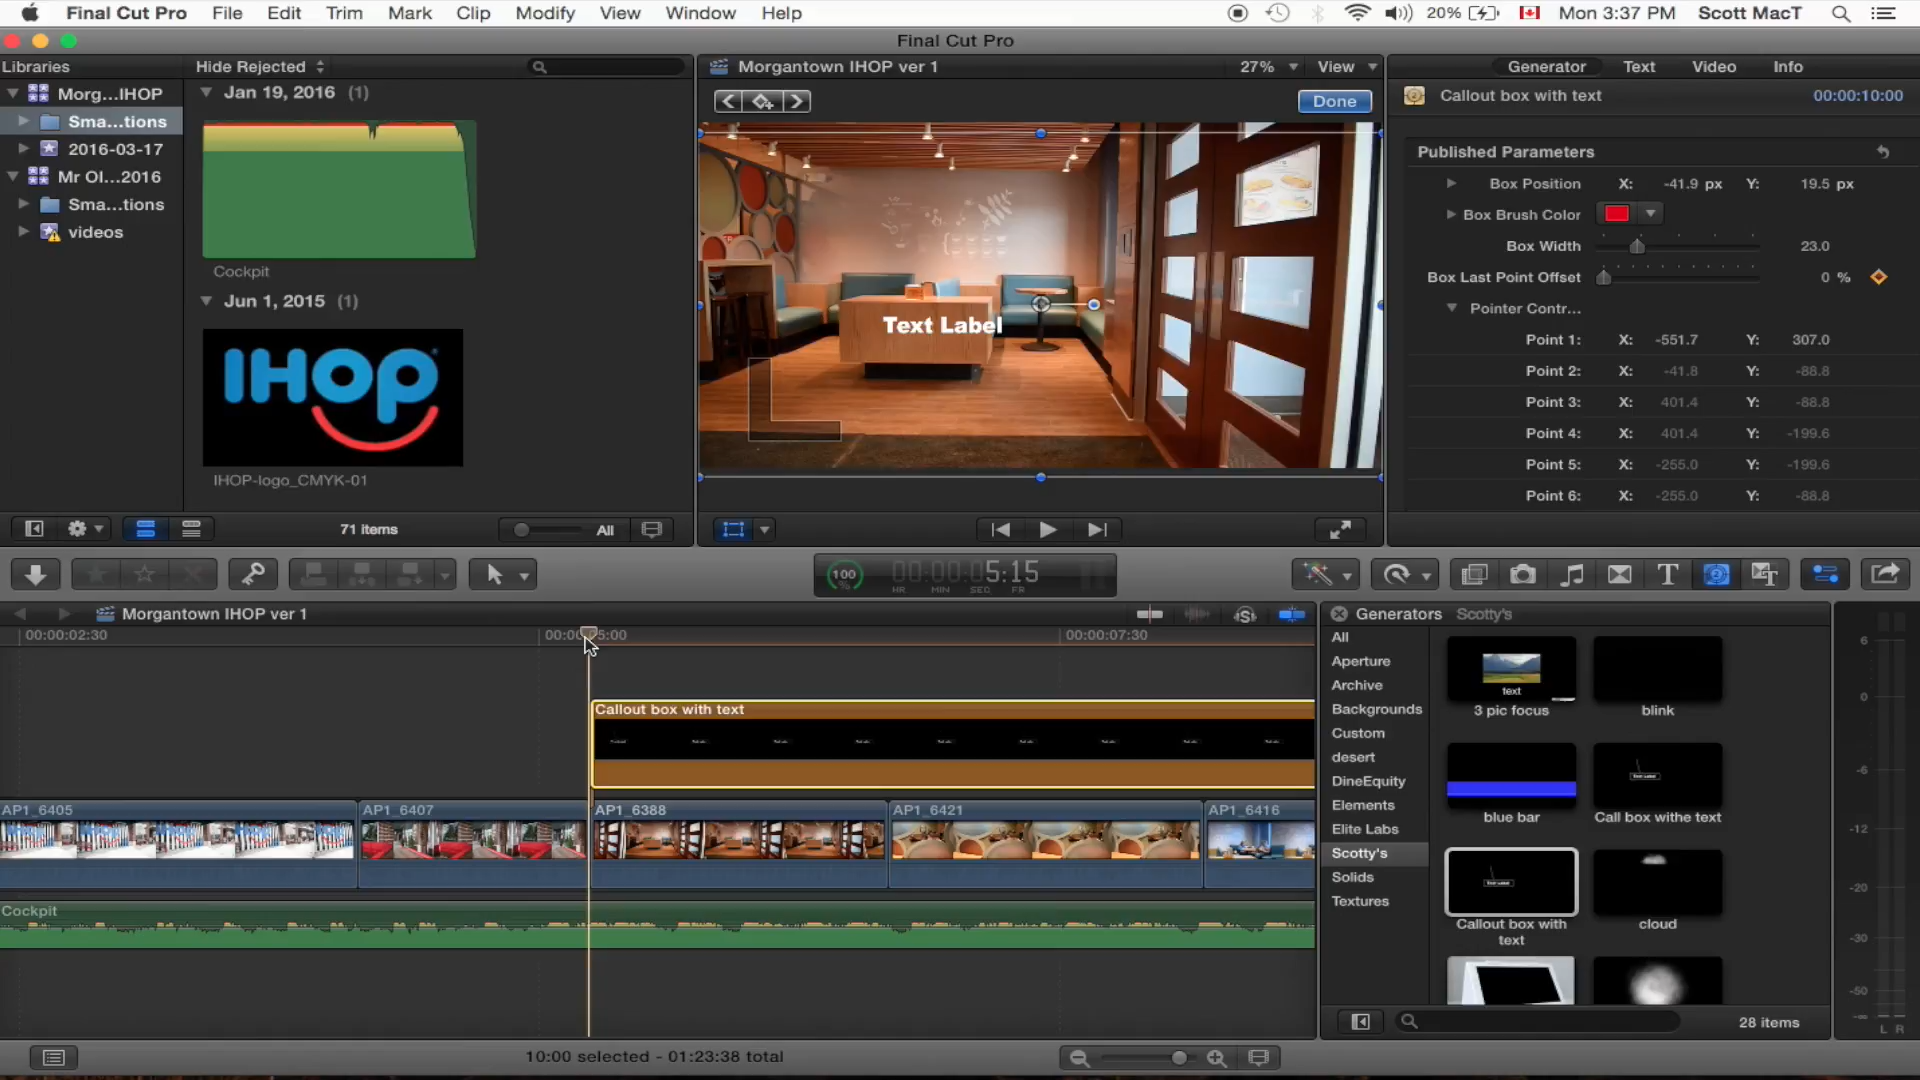 Final Cut Pro File Edit Trim Mark Clip Modify View Window Help 20% Mon 3:37 PM Scott MacT
Final Cut Pro
Libraries Hide Rejected
Morg...IHOP
Sma...tions
2016-03-17
Mr Ol...2016
Sma...tions
videos
Jan 19, 2016 (1)
Cockpit
Jun 1, 2015 (1)
IHOP
IHOP-logo_CMYK-01
71 items All
Morgantown IHOP ver 1 27% View
Done
Text Label
Generator Text Video Info
Callout box with text 00:00:10:00
Published Parameters
Box Position X: -41.9 px Y: 19.5 px
Box Brush Color
Box Width 23.0
Box Last Point Offset 0 %
Pointer Contr...
Point 1: X: -551.7 Y: 307.0
Point 2: X: -41.8 Y: -88.8
Point 3: X: 401.4 Y: -88.8
Point 4: X: 401.4 Y: -199.6
Point 5: X: -255.0 Y: -199.6
Point 6: X: -255.0 Y: -88.8
100 00:00:05:15
HR MIN SEC FR
Morgantown IHOP ver 1
00:00:02:30 00:00:05:00 00:00:07:30
Callout box with text
AP1_6405 AP1_6407 AP1_6388 AP1_6421 AP1_6416
Cockpit
10:00 selected - 01:23:38 total
Generators Scotty's
All
Aperture
Archive
Backgrounds
Custom
desert
DineEquity
Elements
Elite Labs
Scotty's
Solids
Textures
text
3 pic focus
blink
blue bar
Text Label
Call box withe text
Text Label
Callout box with
text
cloud
28 items
6
0
-6
-12
-20
-30
-50
-∞
L R